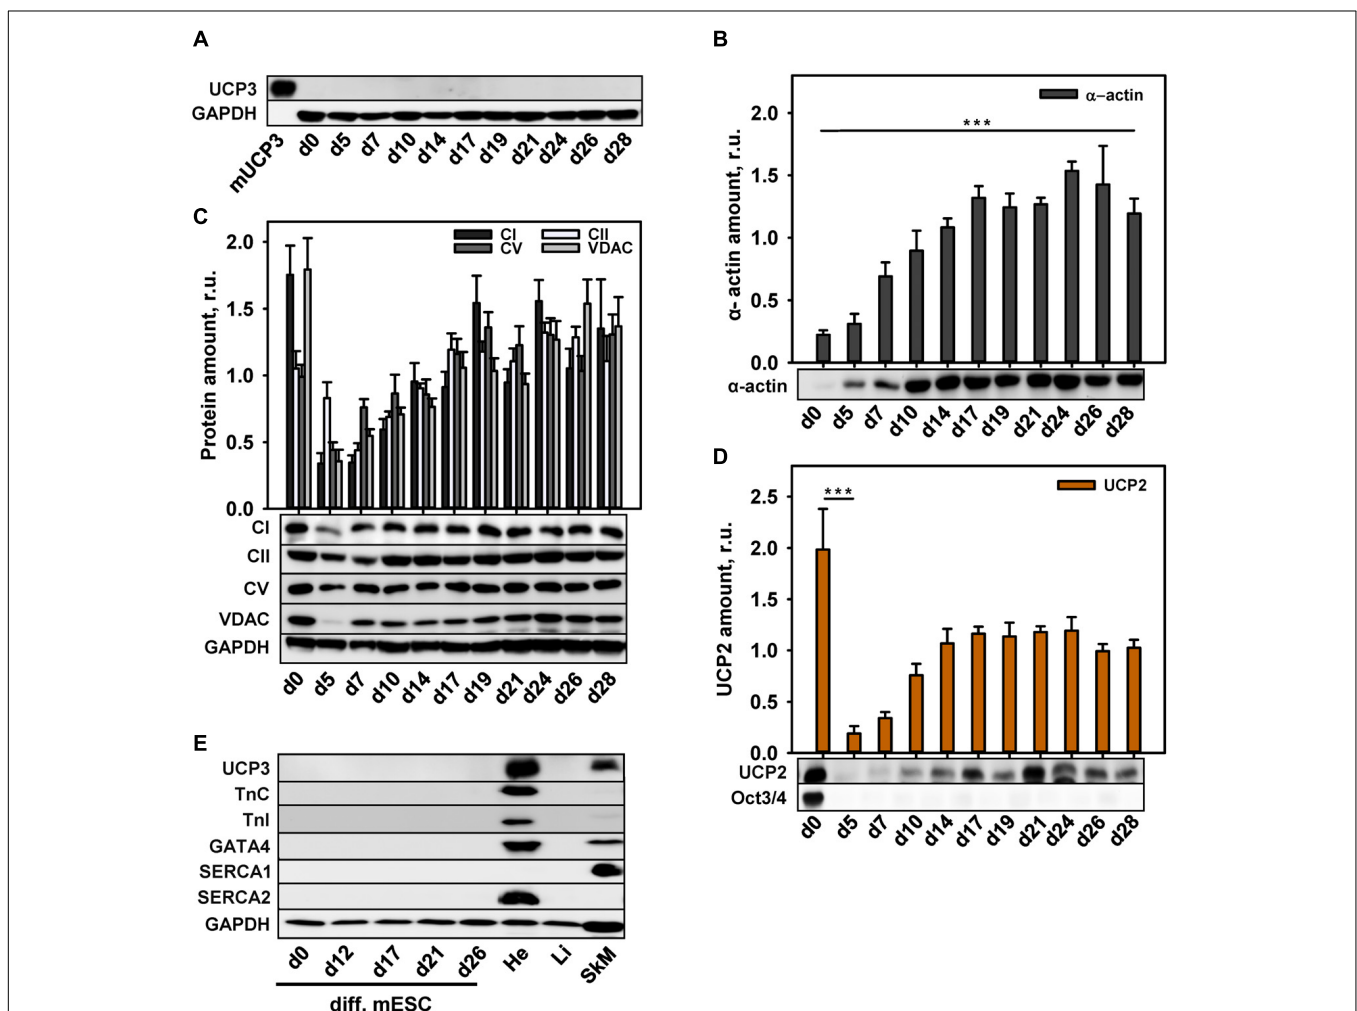 A
UCP3
GAPDH
mUCP3 d0 d5 d7 d10 d14 d17 d19 d21 d24 d26 d28
B
α–actin
***
α- actin amount, r.u.
2.0
1.5
1.0
0.5
0.0
α-actin
d0 d5 d7 d10 d14 d17 d19 d21 d24 d26 d28
C
CI CII
CV VDAC
Protein amount, r.u.
2.0
1.5
1.0
0.5
0.0
CI
CII
CV
VDAC
GAPDH
d0 d5 d7 d10 d14 d17 d19 d21 d24 d26 d28
D
UCP2
***
UCP2 amount, r.u.
2.5
2.0
1.5
1.0
0.5
0.0
UCP2
Oct3/4
d0 d5 d7 d10 d14 d17 d19 d21 d24 d26 d28
E
UCP3
TnC
TnI
GATA4
SERCA1
SERCA2
GAPDH
d0 d12 d17 d21 d26 He Li SkM
diff. mESC